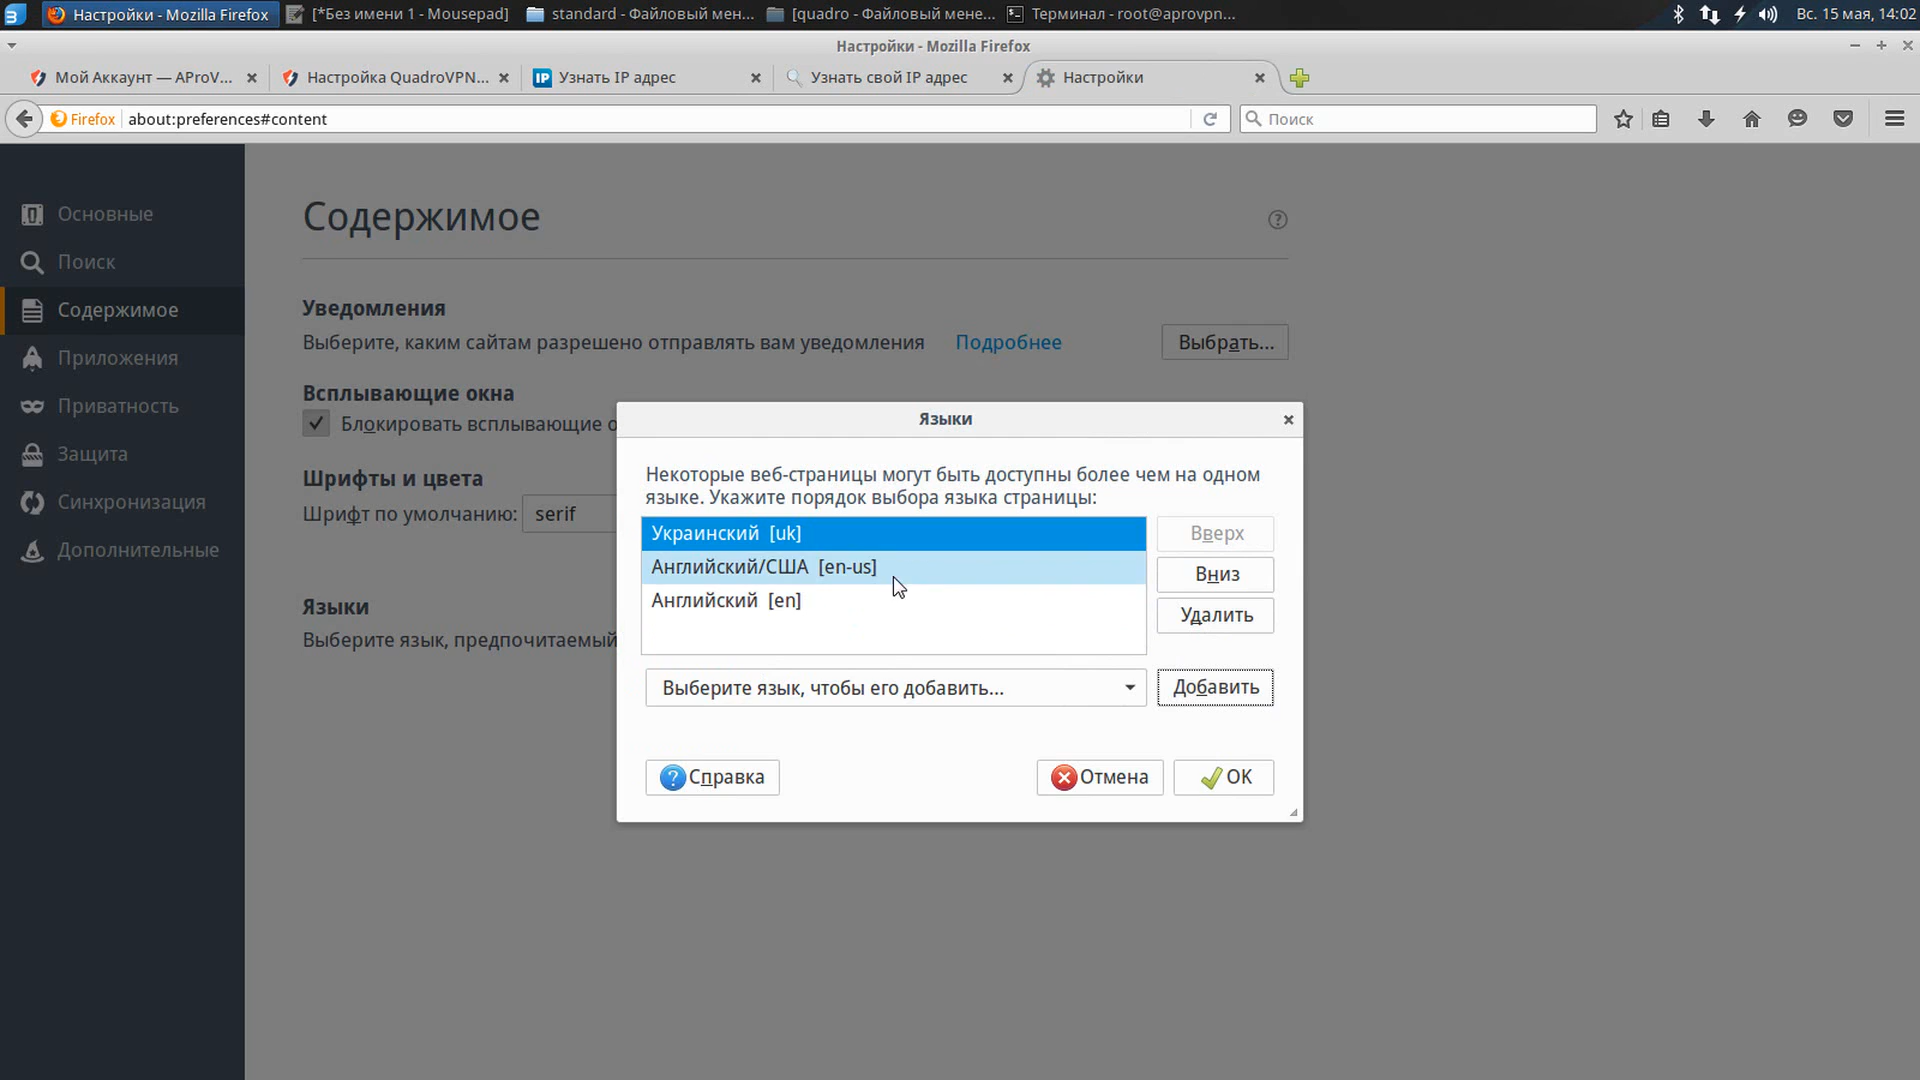 Настройки - Mozilla Firefox
[*Без имени 1 - Mousepad]
standard - Файловый мен...
[quadro - Файловый мене...
Терминал - root@aprovpn...
Вс. 15 мая, 14:02
Настройки - Mozilla Firefox
Мой Аккаунт — AProV...
Настройка QuadroVPN...
IP Узнать IP адрес
Узнать свой IP адрес
Настройки
Firefox about:preferences#content
Поиск
Основные
Поиск
Содержимое
Приложения
Приватность
Защита
Синхронизация
Дополнительные
Содержимое
Уведомления
Выберите, каким сайтам разрешено отправлять вам уведомления Подробнее Выбрать...
Всплывающие окна
Блокировать всплывающие о
Шрифты и цвета
Шрифт по умолчанию: serif
Языки
Выберите язык, предпочитаемый
Языки
Некоторые веб-страницы могут быть доступны более чем на одном
языке. Укажите порядок выбора языка страницы:
Украинский [uk]
Английский/США [en-us]
Английский [en]
Вверх
Вниз
Удалить
Выберите язык, чтобы его добавить...
Добавить
Справка
Отмена
OK